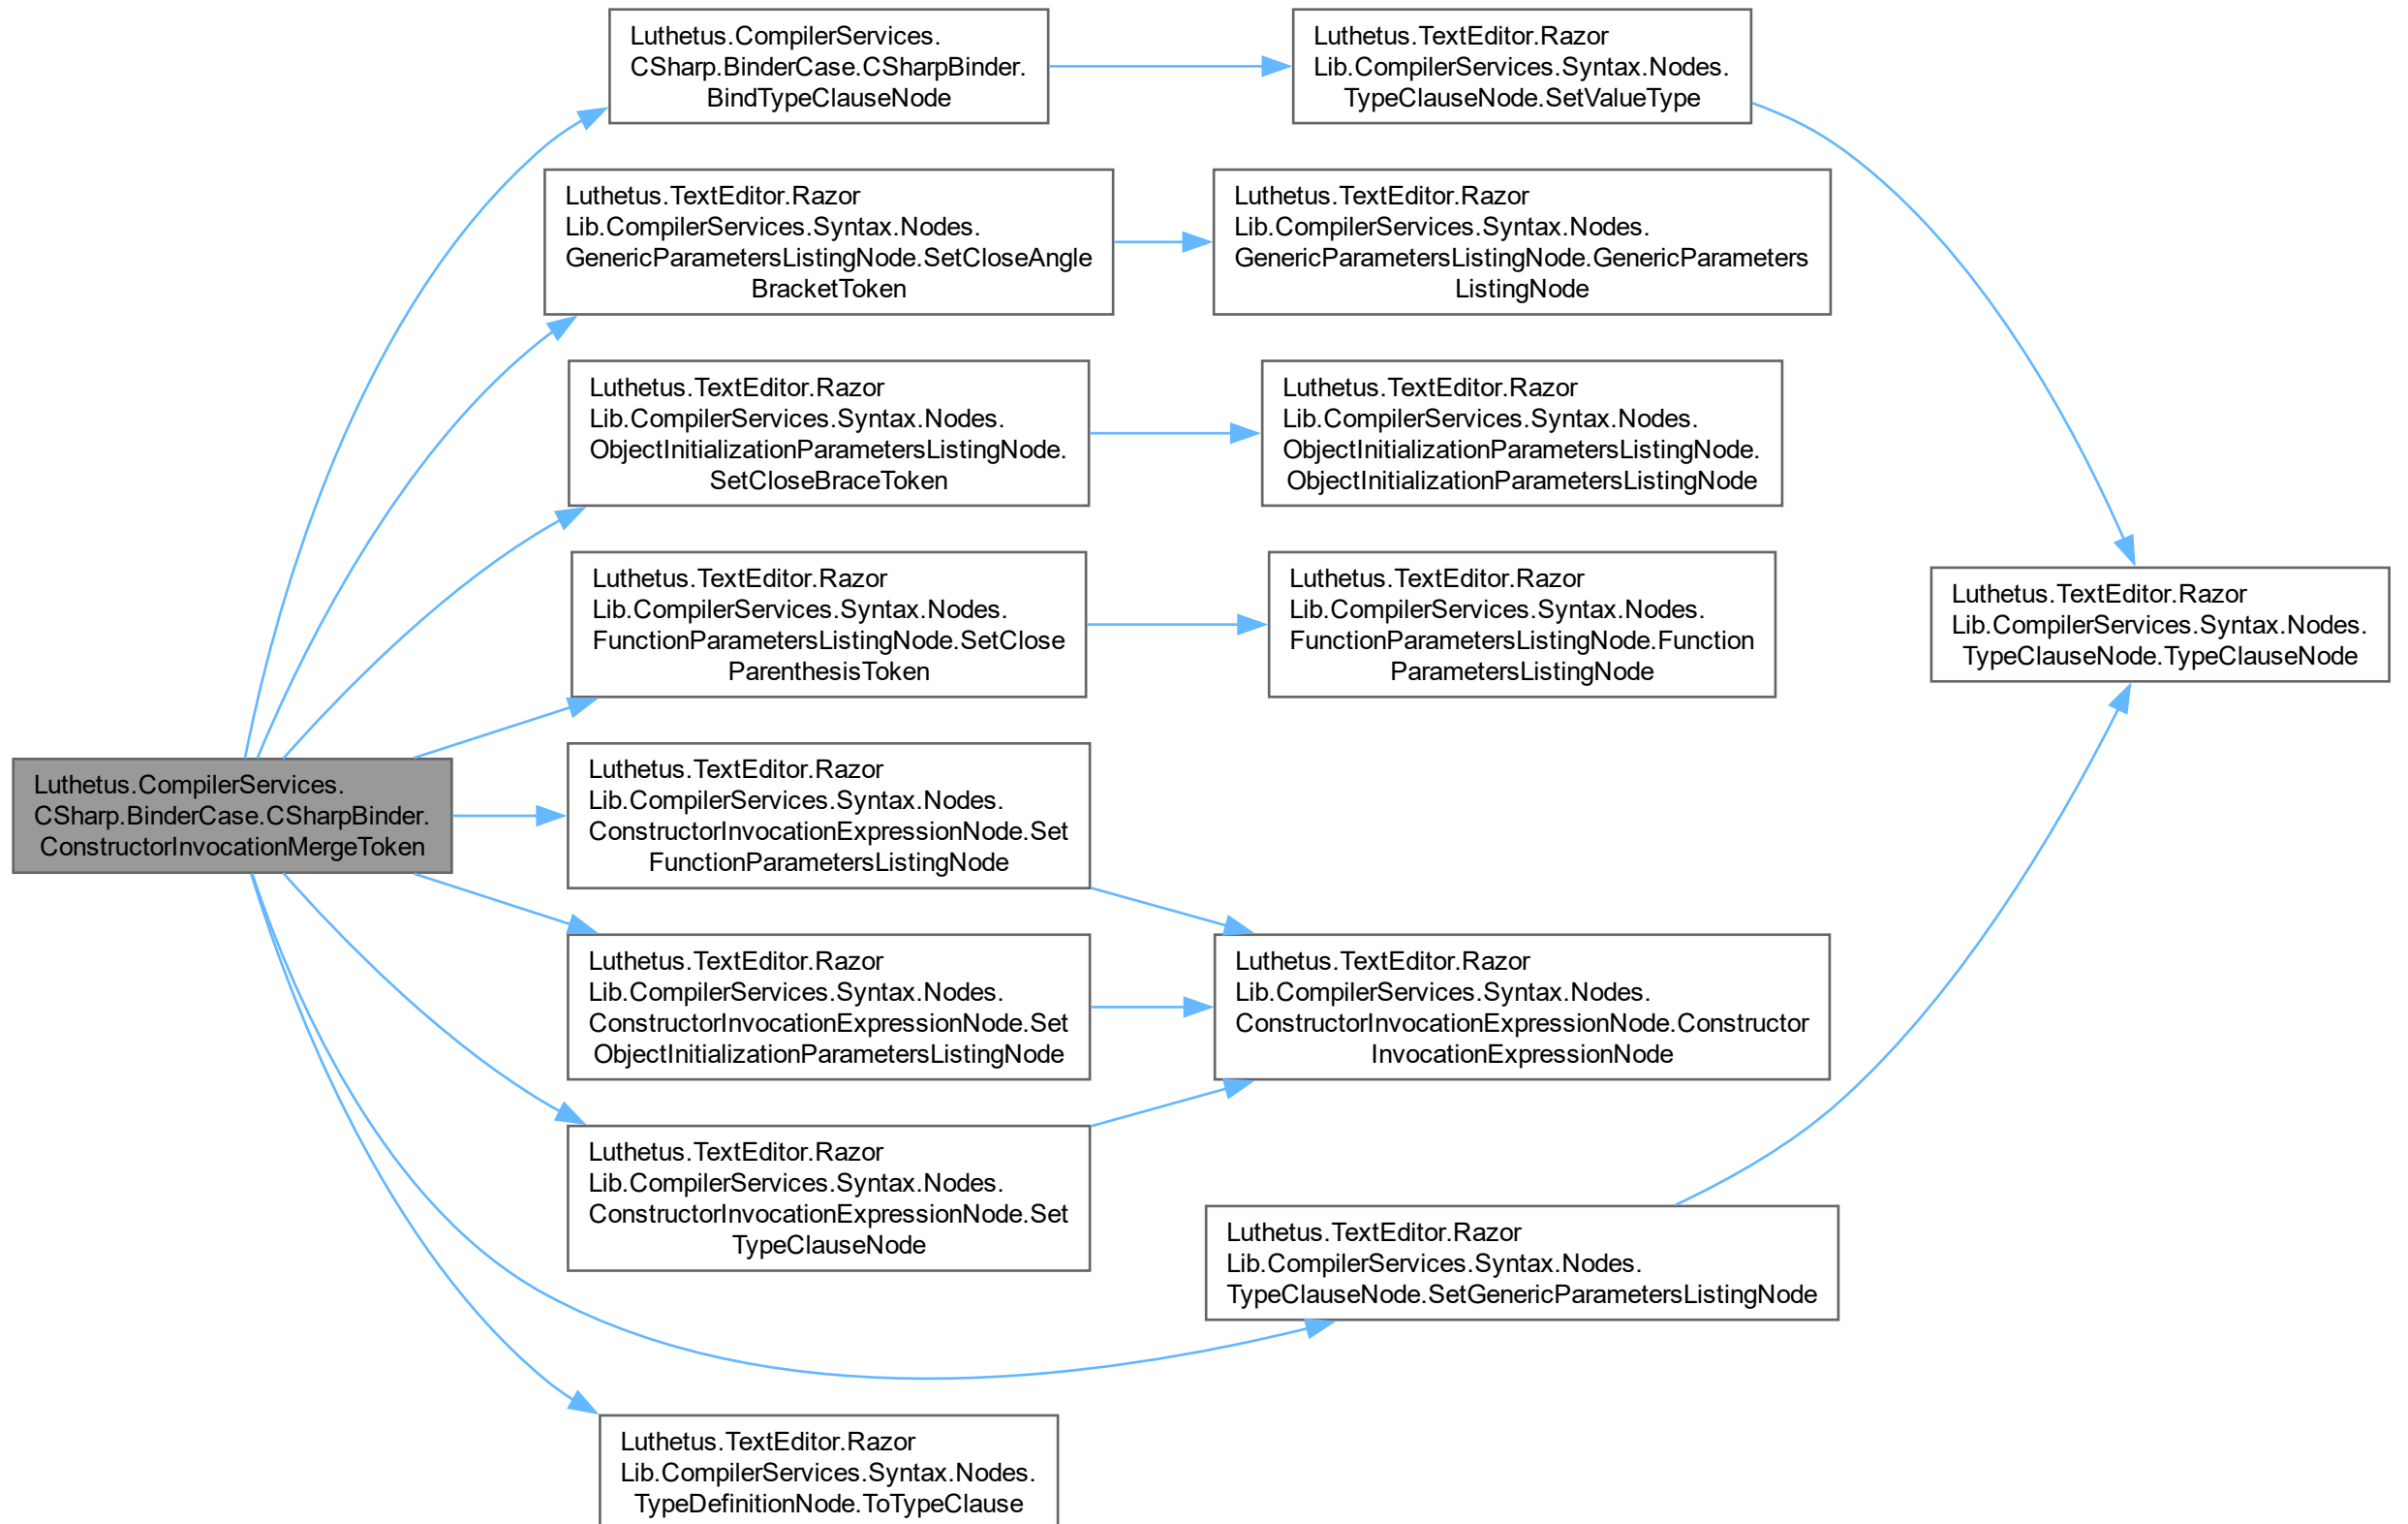 Luthetus.CompilerServices.
CSharp.BinderCase.CSharpBinder.
ConstructorInvocationMergeToken
Luthetus.CompilerServices.
CSharp.BinderCase.CSharpBinder.
BindTypeClauseNode
Luthetus.TextEditor.Razor
Lib.CompilerServices.Syntax.Nodes.
TypeClauseNode.SetValueType
Luthetus.TextEditor.Razor
Lib.CompilerServices.Syntax.Nodes.
GenericParametersListingNode.SetCloseAngle
BracketToken
Luthetus.TextEditor.Razor
Lib.CompilerServices.Syntax.Nodes.
GenericParametersListingNode.GenericParameters
ListingNode
Luthetus.TextEditor.Razor
Lib.CompilerServices.Syntax.Nodes.
ObjectInitializationParametersListingNode.
SetCloseBraceToken
Luthetus.TextEditor.Razor
Lib.CompilerServices.Syntax.Nodes.
ObjectInitializationParametersListingNode.
ObjectInitializationParametersListingNode
Luthetus.TextEditor.Razor
Lib.CompilerServices.Syntax.Nodes.
FunctionParametersListingNode.SetClose
ParenthesisToken
Luthetus.TextEditor.Razor
Lib.CompilerServices.Syntax.Nodes.
FunctionParametersListingNode.Function
ParametersListingNode
Luthetus.TextEditor.Razor
Lib.CompilerServices.Syntax.Nodes.
TypeClauseNode.TypeClauseNode
Luthetus.TextEditor.Razor
Lib.CompilerServices.Syntax.Nodes.
ConstructorInvocationExpressionNode.Set
FunctionParametersListingNode
Luthetus.TextEditor.Razor
Lib.CompilerServices.Syntax.Nodes.
ConstructorInvocationExpressionNode.Set
ObjectInitializationParametersListingNode
Luthetus.TextEditor.Razor
Lib.CompilerServices.Syntax.Nodes.
ConstructorInvocationExpressionNode.Constructor
InvocationExpressionNode
Luthetus.TextEditor.Razor
Lib.CompilerServices.Syntax.Nodes.
ConstructorInvocationExpressionNode.Set
TypeClauseNode
Luthetus.TextEditor.Razor
Lib.CompilerServices.Syntax.Nodes.
TypeClauseNode.SetGenericParametersListingNode
Luthetus.TextEditor.Razor
Lib.CompilerServices.Syntax.Nodes.
TypeDefinitionNode.ToTypeClause